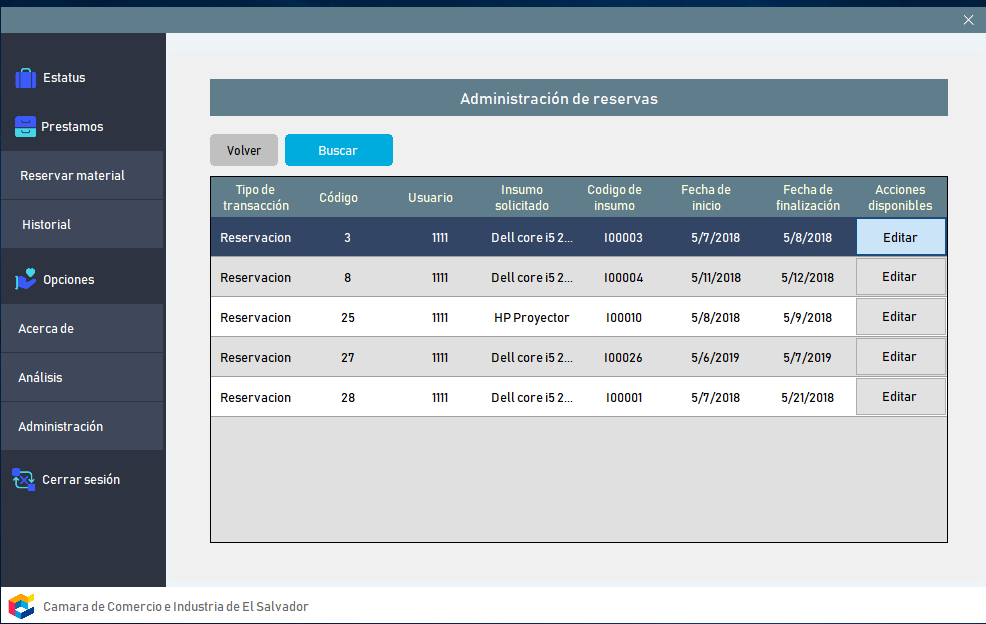 Estatus
Prestamos
Reservar material
Historial
Opciones
Acerca de
Análisis
Administración
Cerrar sesión
Administración de reservas
Volver Buscar
Tipo de transacción Código Usuario Insumo solicitado Codigo de insumo Fecha de inicio Fecha de finalización Acciones disponibles
Reservacion 3 1111 Dell core i5 2... I00003 5/7/2018 5/8/2018 Editar
Reservacion 8 1111 Dell core i5 2... I00004 5/11/2018 5/12/2018 Editar
Reservacion 25 1111 HP Proyector I00010 5/8/2018 5/9/2018 Editar
Reservacion 27 1111 Dell core i5 2... I00026 5/6/2019 5/7/2019 Editar
Reservacion 28 1111 Dell core i5 2... I00001 5/7/2018 5/21/2018 Editar
Camara de Comercio e Industria de El Salvador